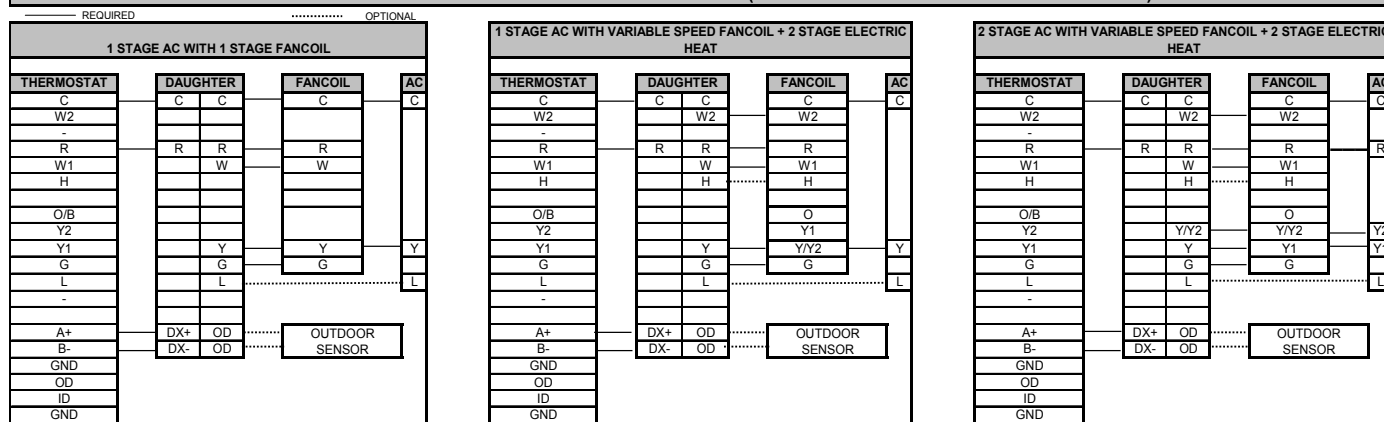 REQUIRED OPTIONAL
1 STAGE AC WITH 1 STAGE FANCOIL
THERMOSTAT DAUGHTER FANCOIL AC
C C C C C
W2
-
R R R R
W1 W W
H
O/B
Y2
Y1 Y Y Y
G G G
L L L
-
A+ DX+ OD OUTDOOR
B- DX- OD SENSOR
GND
OD
ID
GND
1 STAGE AC WITH VARIABLE SPEED FANCOIL + 2 STAGE ELECTRIC
HEAT
THERMOSTAT DAUGHTER FANCOIL AC
C C C C C
W2 W2 W2
-
R R R R
W1 W W1
H H H
O/B O
Y2 Y1
Y1 Y Y/Y2 Y
G G G
L L L
-
A+ DX+ OD OUTDOOR
B- DX- OD SENSOR
GND
OD
ID
GND
2 STAGE AC WITH VARIABLE SPEED FANCOIL + 2 STAGE ELECTRIC
HEAT
THERMOSTAT DAUGHTER FANCOIL AC
C C C C C
W2 W2 W2
-
R R R R R
W1 W W1
H H H
O/B O
Y2 Y/Y2 Y/Y2 Y2
Y1 Y Y1 Y1
G G G
L L L
-
A+ DX+ OD OUTDOOR
B- DX- OD SENSOR
GND
OD
ID
GND